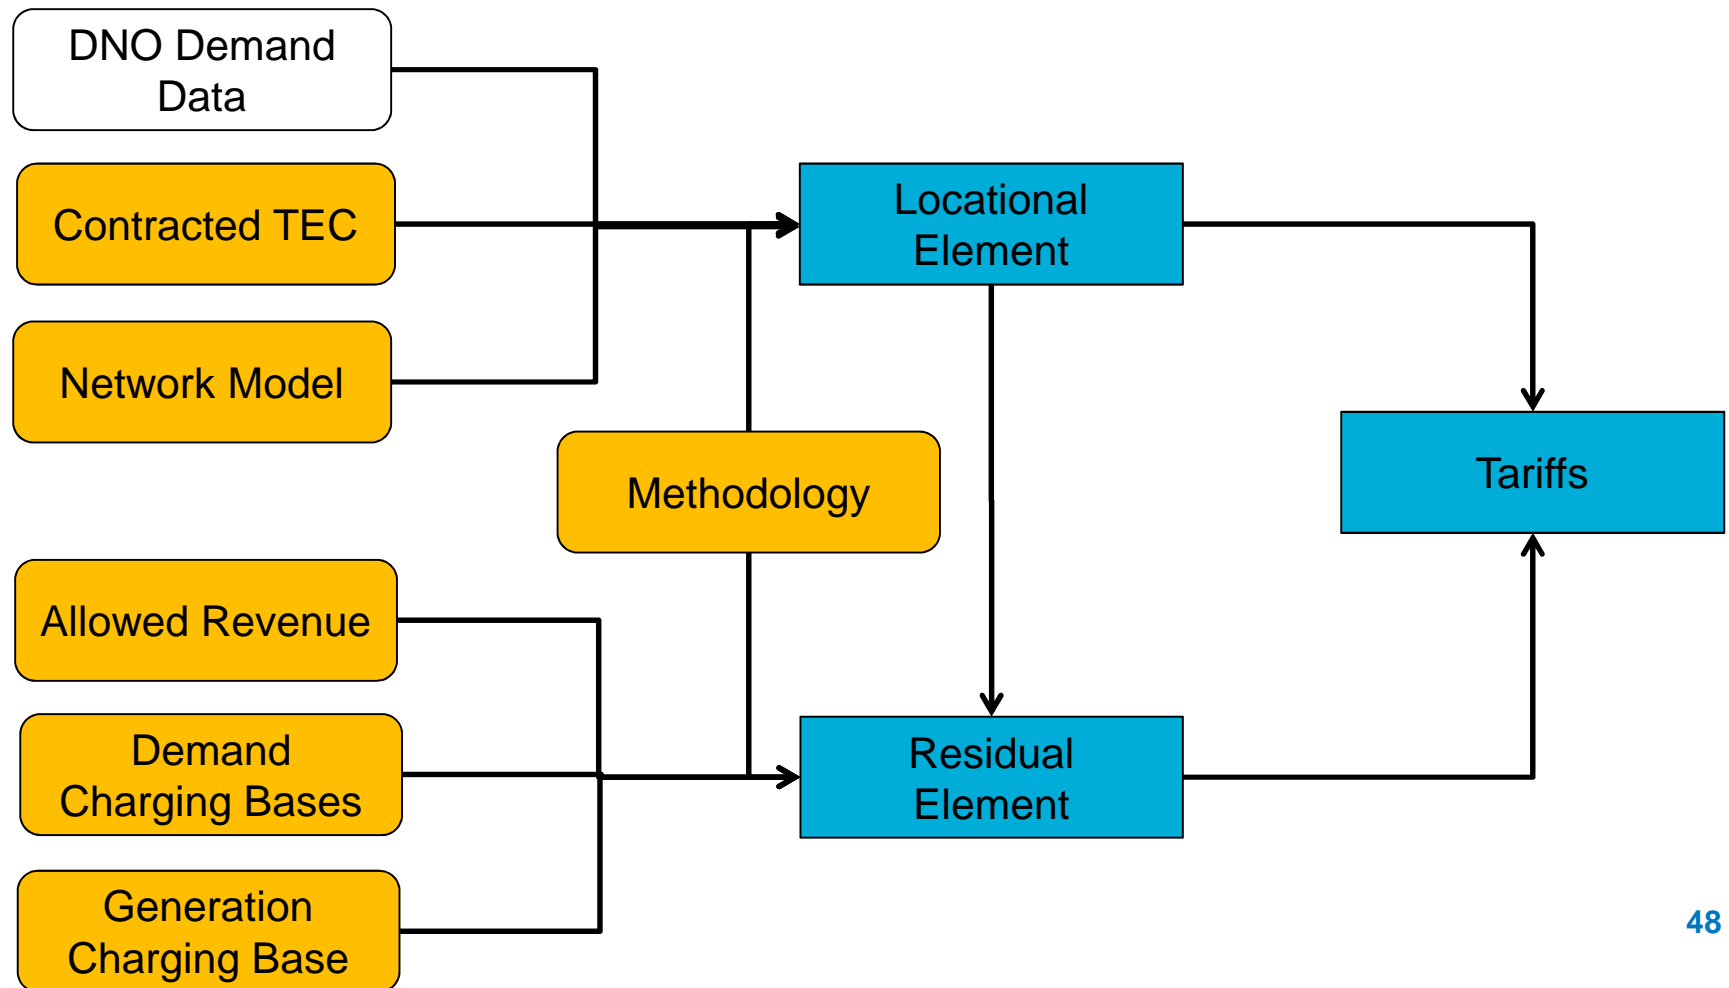 DNO Demand
Data
Contracted TEC
Network Model
Methodology
Allowed Revenue
Demand
Charging Bases
Generation
Charging Base
Locational
Element
Residual
Element
Tariffs
48